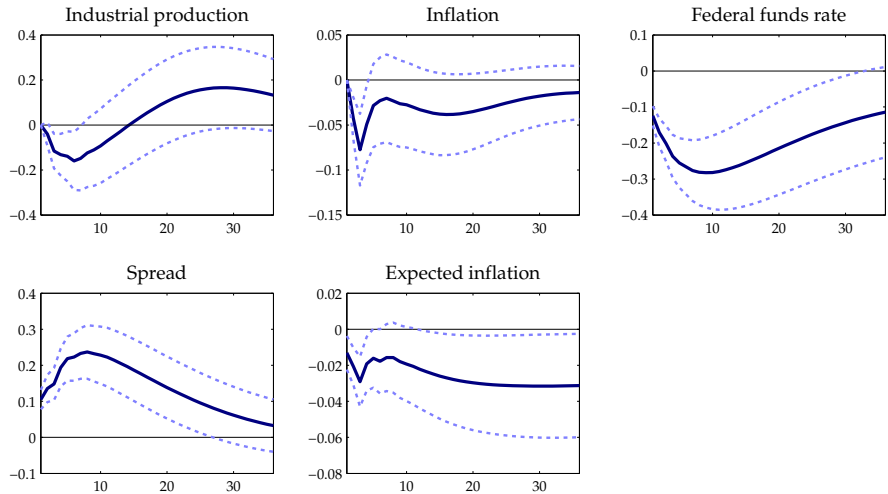 Industrial production
0.4
0.2
0
−0.2
−0.4
10 20 30
Inflation
0.05
0
−0.05
−0.1
−0.15
10 20 30
Federal funds rate
0.1
0
−0.1
−0.2
−0.3
−0.4
10 20 30
Spread
0.4
0.3
0.2
0.1
0
−0.1
10 20 30
Expected inflation
0.02
0
−0.02
−0.04
−0.06
−0.08
10 20 30